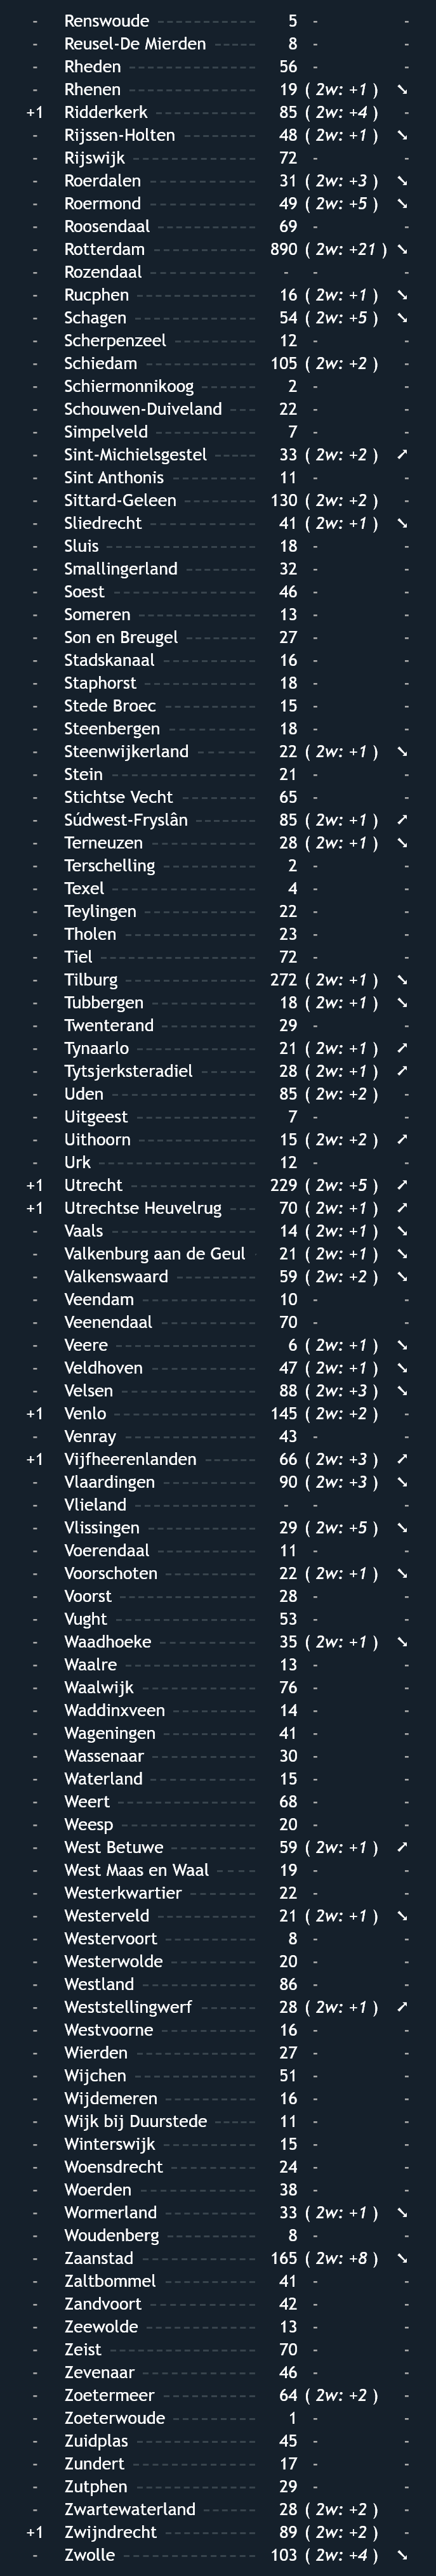 - Renswoude 5 - -
- Reusel-De Mierden 8 - -
- Rheden 56 - -
- Rhenen 19 ( 2w: +1 ) ↘
+1 Ridderkerk 85 ( 2w: +4 ) -
- Rijssen-Holten 48 ( 2w: +1 ) ↘
- Rijswijk 72 - -
- Roerdalen 31 ( 2w: +3 ) ↘
- Roermond 49 ( 2w: +5 ) ↘
- Roosendaal 69 - -
- Rotterdam 890 ( 2w: +21 ) ↘
- Rozendaal - - -
- Rucphen 16 ( 2w: +1 ) ↘
- Schagen 54 ( 2w: +5 ) ↘
- Scherpenzeel 12 - -
- Schiedam 105 ( 2w: +2 ) -
- Schiermonnikoog 2 - -
- Schouwen-Duiveland 22 - -
- Simpelveld 7 - -
- Sint-Michielsgestel 33 ( 2w: +2 ) ↗
- Sint Anthonis 11 - -
- Sittard-Geleen 130 ( 2w: +2 ) -
- Sliedrecht 41 ( 2w: +1 ) ↘
- Sluis 18 - -
- Smallingerland 32 - -
- Soest 46 - -
- Someren 13 - -
- Son en Breugel 27 - -
- Stadskanaal 16 - -
- Staphorst 18 - -
- Stede Broec 15 - -
- Steenbergen 18 - -
- Steenwijkerland 22 ( 2w: +1 ) ↘
- Stein 21 - -
- Stichtse Vecht 65 - -
- Súdwest-Fryslân 85 ( 2w: +1 ) ↗
- Terneuzen 28 ( 2w: +1 ) ↘
- Terschelling 2 - -
- Texel 4 - -
- Teylingen 22 - -
- Tholen 23 - -
- Tiel 72 - -
- Tilburg 272 ( 2w: +1 ) ↘
- Tubbergen 18 ( 2w: +1 ) ↘
- Twenterand 29 - -
- Tynaarlo 21 ( 2w: +1 ) ↗
- Tytsjerksteradiel 28 ( 2w: +1 ) ↗
- Uden 85 ( 2w: +2 ) -
- Uitgeest 7 - -
- Uithoorn 15 ( 2w: +2 ) ↗
- Urk 12 - -
+1 Utrecht 229 ( 2w: +5 ) ↗
+1 Utrechtse Heuvelrug 70 ( 2w: +1 ) ↗
- Vaals 14 ( 2w: +1 ) ↘
- Valkenburg aan de Geul 21 ( 2w: +1 ) ↘
- Valkenswaard 59 ( 2w: +2 ) ↘
- Veendam 10 - -
- Veenendaal 70 - -
- Veere 6 ( 2w: +1 ) ↘
- Veldhoven 47 ( 2w: +1 ) ↘
- Velsen 88 ( 2w: +3 ) ↘
+1 Venlo 145 ( 2w: +2 ) -
- Venray 43 - -
+1 Vijfheerenlanden 66 ( 2w: +3 ) ↗
- Vlaardingen 90 ( 2w: +3 ) ↘
- Vlieland - - -
- Vlissingen 29 ( 2w: +5 ) ↘
- Voerendaal 11 - -
- Voorschoten 22 ( 2w: +1 ) ↘
- Voorst 28 - -
- Vught 53 - -
- Waadhoeke 35 ( 2w: +1 ) ↘
- Waalre 13 - -
- Waalwijk 76 - -
- Waddinxveen 14 - -
- Wageningen 41 - -
- Wassenaar 30 - -
- Waterland 15 - -
- Weert 68 - -
- Weesp 20 - -
- West Betuwe 59 ( 2w: +1 ) ↗
- West Maas en Waal 19 - -
- Westerkwartier 22 - -
- Westerveld 21 ( 2w: +1 ) ↘
- Westervoort 8 - -
- Westerwolde 20 - -
- Westland 86 - -
- Weststellingwerf 28 ( 2w: +1 ) ↗
- Westvoorne 16 - -
- Wierden 27 - -
- Wijchen 51 - -
- Wijdemeren 16 - -
- Wijk bij Duurstede 11 - -
- Winterswijk 15 - -
- Woensdrecht 24 - -
- Woerden 38 - -
- Wormerland 33 ( 2w: +1 ) ↘
- Woudenberg 8 - -
- Zaanstad 165 ( 2w: +8 ) ↘
- Zaltbommel 41 - -
- Zandvoort 42 - -
- Zeewolde 13 - -
- Zeist 70 - -
- Zevenaar 46 - -
- Zoetermeer 64 ( 2w: +2 ) -
- Zoeterwoude 1 - -
- Zuidplas 45 - -
- Zundert 17 - -
- Zutphen 29 - -
- Zwartewaterland 28 ( 2w: +2 ) -
+1 Zwijndrecht 89 ( 2w: +2 ) -
- Zwolle 103 ( 2w: +4 ) ↘